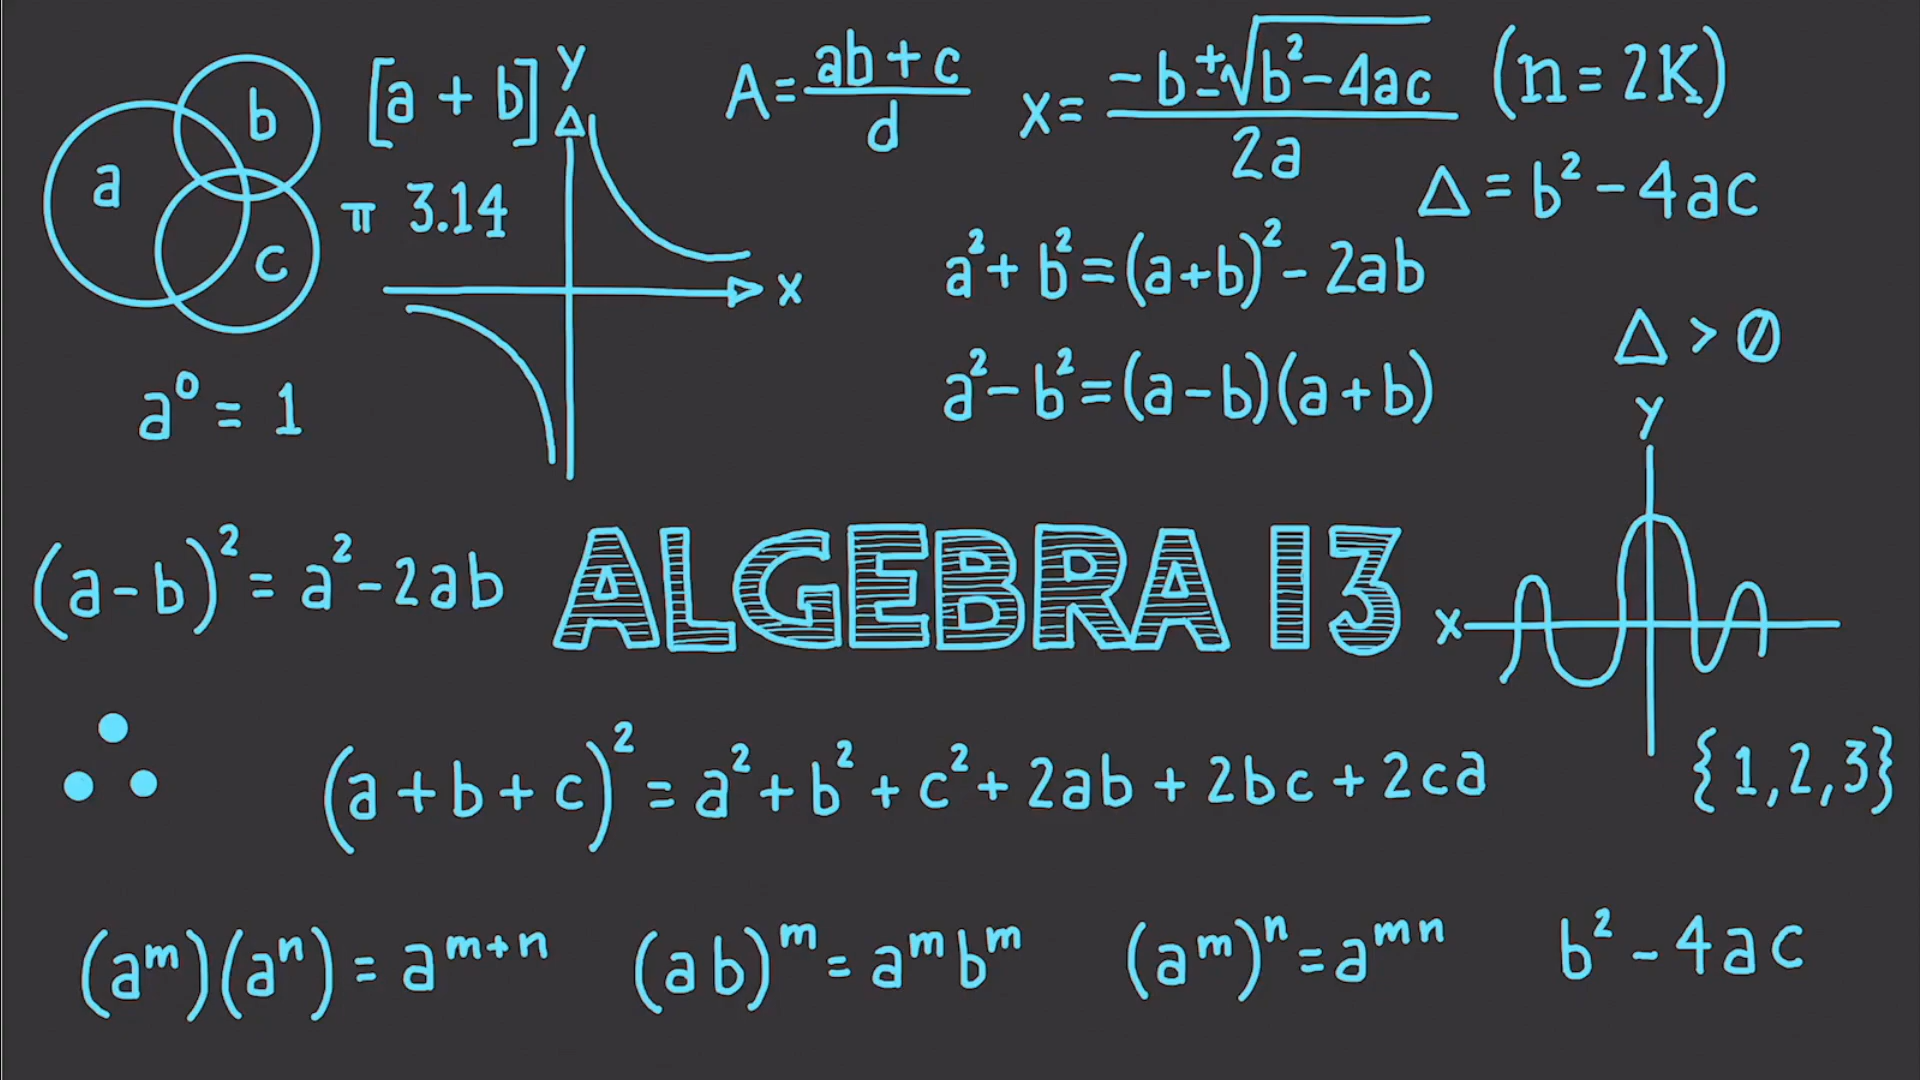 a
b
c
[a + b]
π 3.14
a⁰ = 1
y
x
A = (ab + c)/d
x = (-b ± √(b² - 4ac))/2a
(n = 2K)
Δ = b² - 4ac
a² + b² = (a+b)² - 2ab
a² - b² = (a-b)(a+b)
Δ > 0
y
x
(a-b)² = a² - 2ab
ALGEBRA 13
∴
(a+b+c)² = a² + b² + c² + 2ab + 2bc + 2ca
{1,2,3}
(aᵐ)(aⁿ) = aᵐ⁺ⁿ
(ab)ᵐ = aᵐbᵐ
(aᵐ)ⁿ = aᵐⁿ
b² - 4ac